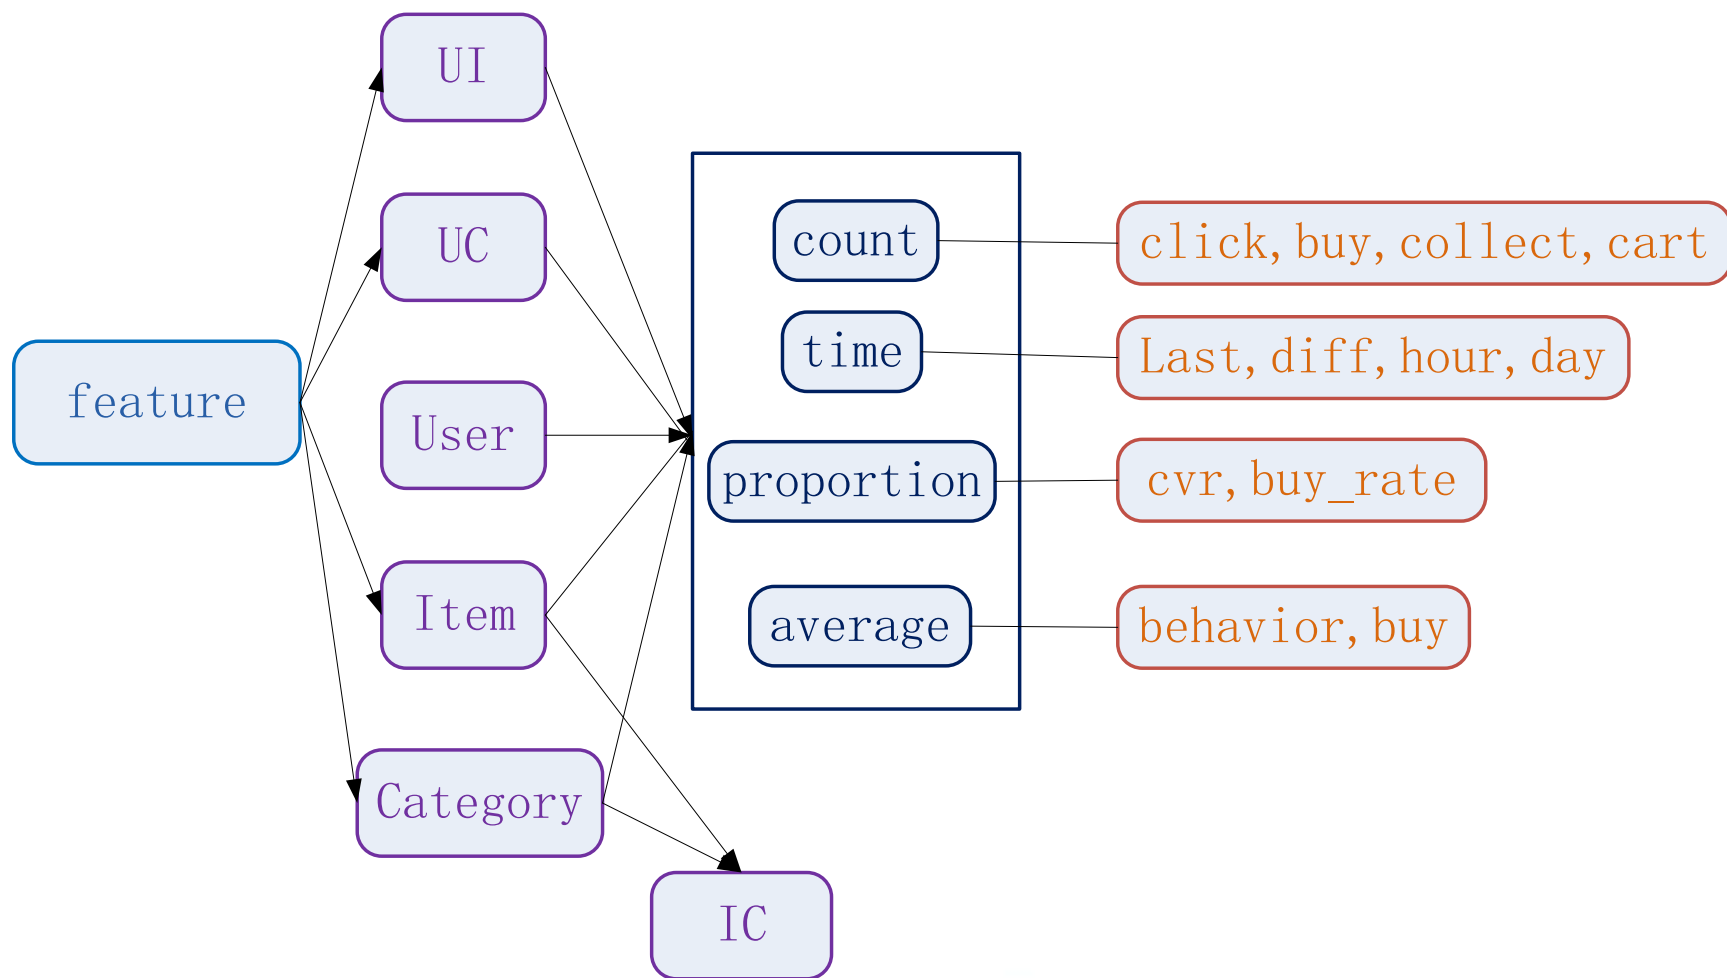 UI
UC
feature
User
Item
Category
IC
count
time
proportion
average
click, buy, collect, cart
Last, diff, hour, day
cvr, buy_rate
behavior, buy